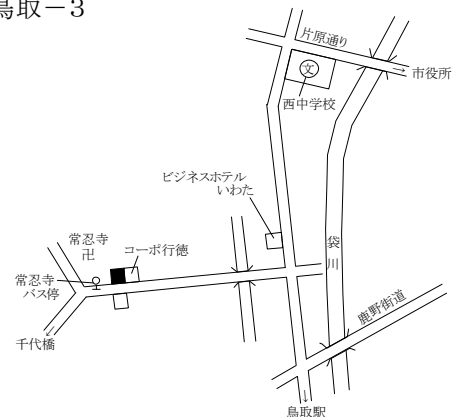 鳥取－3
片原通り
市役所
文
西中学校
ビジネスホテル
いわた
袋川
常忍寺
卍
コーポ行徳
常忍寺
バス停
鹿野街道
千代橋
鳥取駅